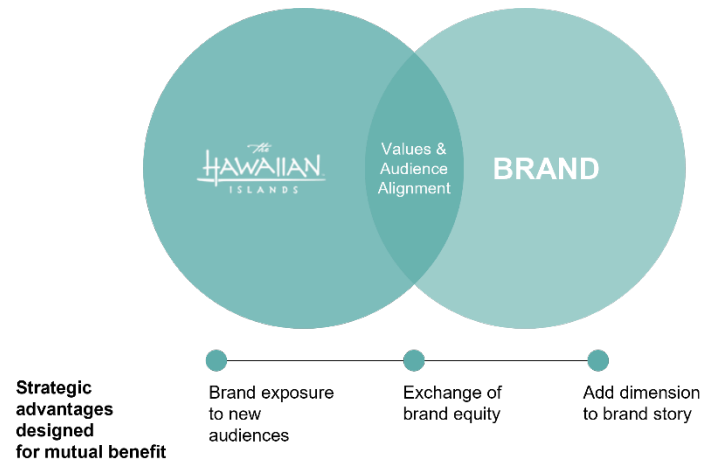 The
HAWAIIAN
ISLANDS
Values &
Audience
Alignment
BRAND
Strategic
advantages
designed
for mutual benefit
Brand exposure
to new
audiences
Exchange of
brand equity
Add dimension
to brand story